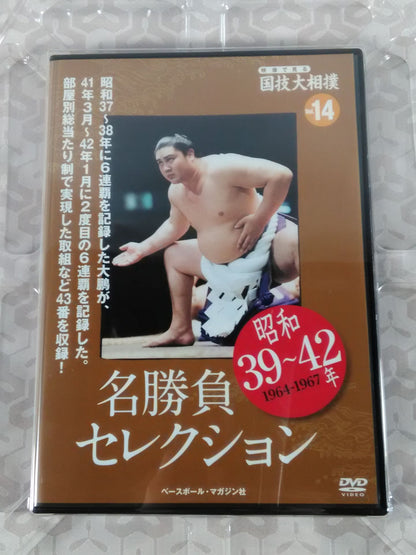 映像で見る
国技大相撲
14
昭和37～38年に6連覇を記録した大鵬が、
41年3月～42年1月に2度目の6連覇を記録した。
部屋別総当たり制で実現した取組など43番を収録！
昭和
39～42年
1964-1967
名勝負
セレクション
DVD
VIDEO
ベースボール・マガジン社